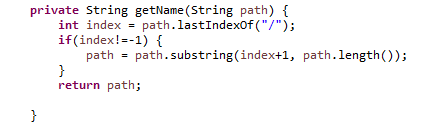 private String getName(String path) {
    int index = path.lastIndexOf("/");
    if(index!=-1) {
        path = path.substring(index+1, path.length());
    }
    return path;
}